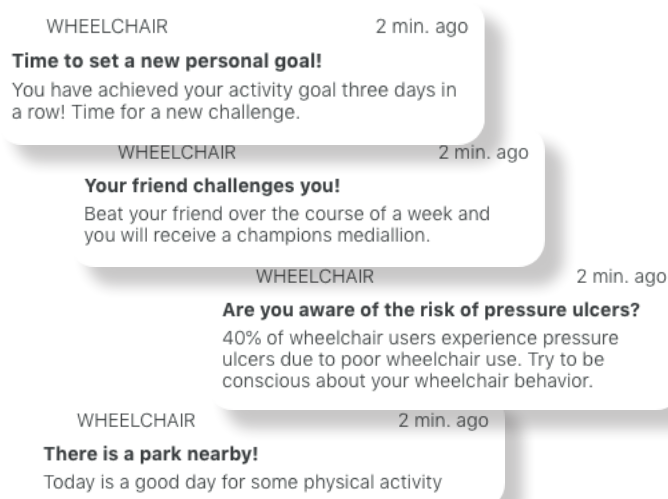 WHEELCHAIR 2 min. ago
Time to set a new personal goal!
You have achieved your activity goal three days in
a row! Time for a new challenge.
WHEELCHAIR 2 min. ago
Your friend challenges you!
Beat your friend over the course of a week and
you will receive a champions mediallion.
WHEELCHAIR 2 min. ago
Are you aware of the risk of pressure ulcers?
40% of wheelchair users experience pressure
ulcers due to poor wheelchair use. Try to be
conscious about your wheelchair behavior.
WHEELCHAIR 2 min. ago
There is a park nearby!
Today is a good day for some physical activity